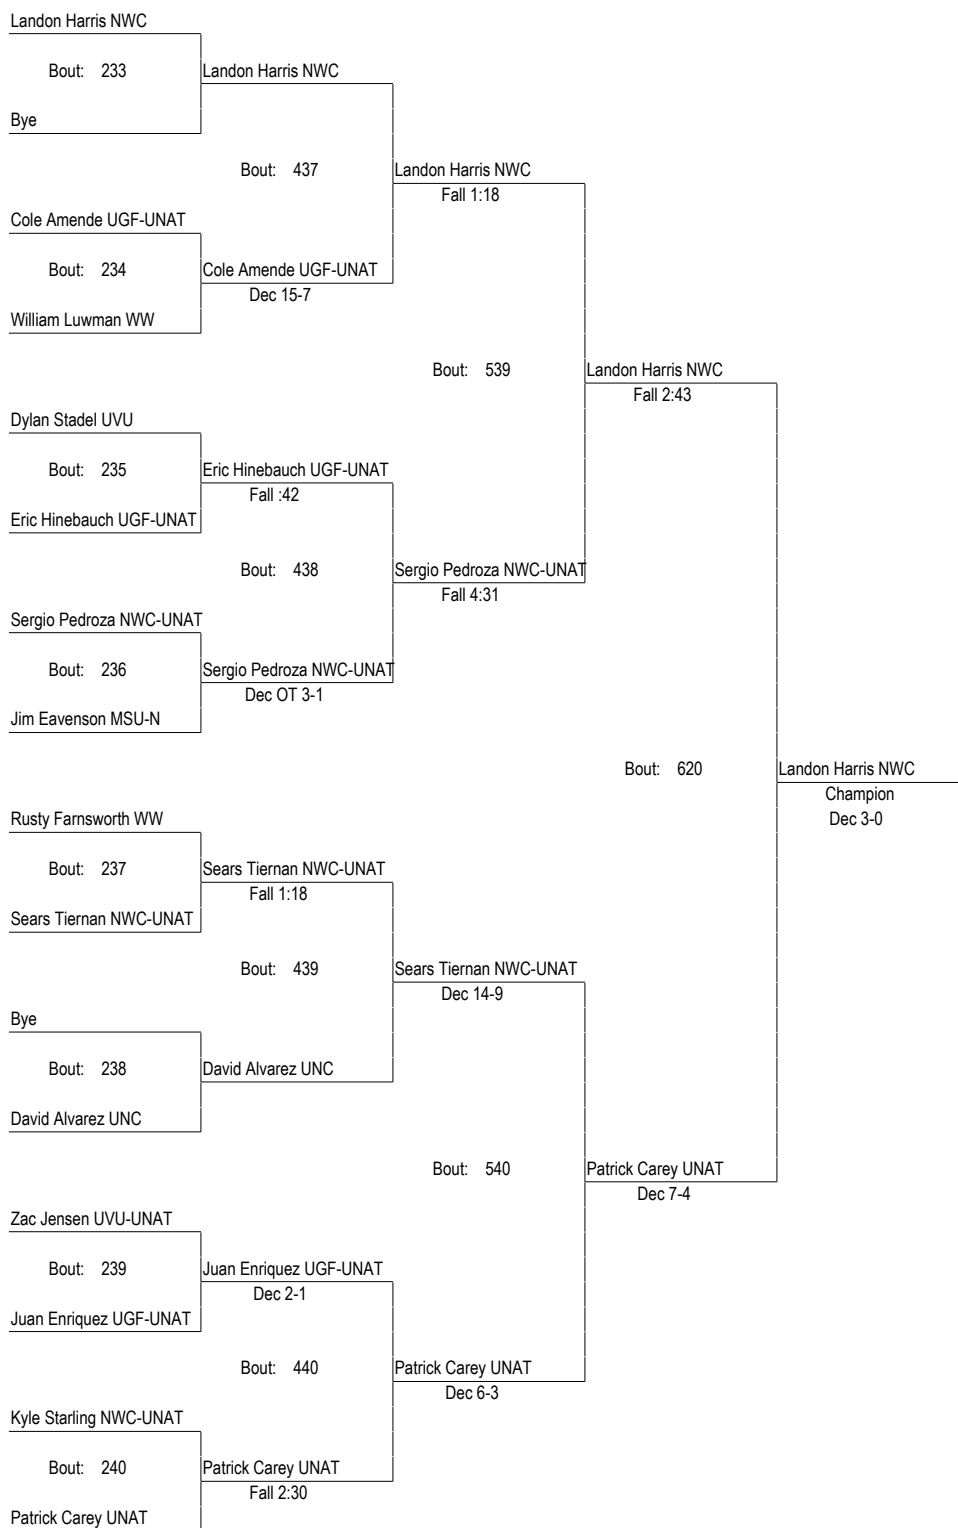 Landon Harris NWC
Bout: 233 Landon Harris NWC
Bye
Bout: 437 Landon Harris NWC
Fall 1:18
Cole Amende UGF-UNAT
Bout: 234 Cole Amende UGF-UNAT
Dec 15-7
William Luwman WW
Bout: 539 Landon Harris NWC
Fall 2:43
Dylan Stadel UVU
Bout: 235 Eric Hinebauch UGF-UNAT
Fall :42
Eric Hinebauch UGF-UNAT
Bout: 438 Sergio Pedroza NWC-UNAT
Fall 4:31
Sergio Pedroza NWC-UNAT
Bout: 236 Sergio Pedroza NWC-UNAT
Dec OT 3-1
Jim Eavenson MSU-N
Bout: 620 Landon Harris NWC
Champion
Rusty Farnsworth WW
Dec 3-0
Bout: 237 Sears Tiernan NWC-UNAT
Fall 1:18
Sears Tiernan NWC-UNAT
Bout: 439 Sears Tiernan NWC-UNAT
Dec 14-9
Bye
Bout: 238 David Alvarez UNC
David Alvarez UNC
Bout: 540 Patrick Carey UNAT
Dec 7-4
Zac Jensen UVU-UNAT
Bout: 239 Juan Enriquez UGF-UNAT
Dec 2-1
Juan Enriquez UGF-UNAT
Bout: 440 Patrick Carey UNAT
Dec 6-3
Kyle Starling NWC-UNAT
Bout: 240 Patrick Carey UNAT
Fall 2:30
Patrick Carey UNAT